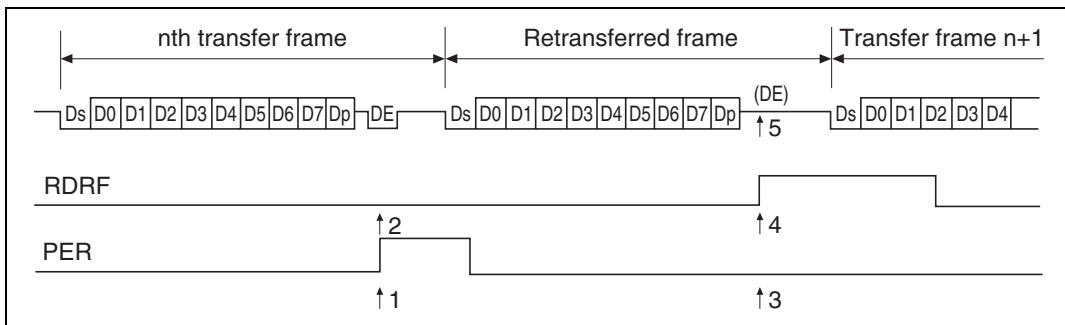 nth transfer frame Retransferred frame Transfer frame n+1
(DE)
Ds D0 D1 D2 D3 D4 D5 D6 D7 Dp DE Ds D0 D1 D2 D3 D4 D5 D6 D7 Dp Ds D0 D1 D2 D3 D4
5
RDRF
2 4
PER
1 3